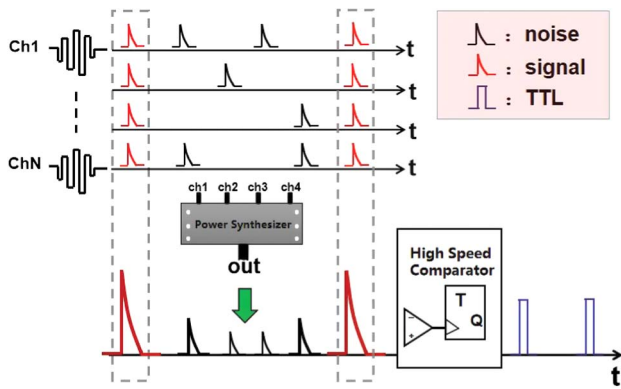 Ch1
t
: noise
: signal
: TTL
t
t
ChN
t
ch1 ch2 ch3 ch4
Power Synthesizer
out
High Speed
Comparator
T
Q
− +
t